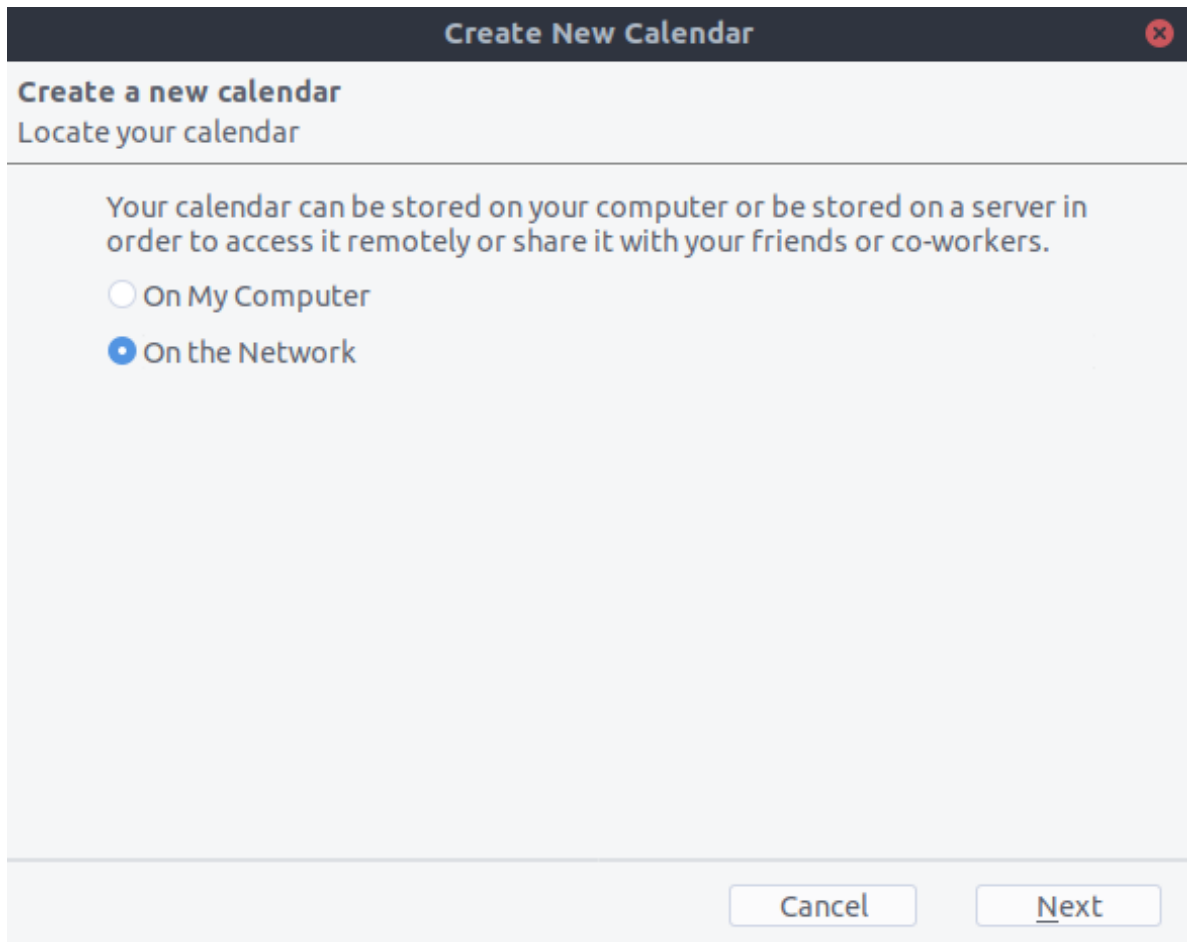 Create New Calendar
Create a new calendar
Locate your calendar
Your calendar can be stored on your computer or be stored on a server in
order to access it remotely or share it with your friends or co-workers.
On My Computer
On the Network
Cancel
Next